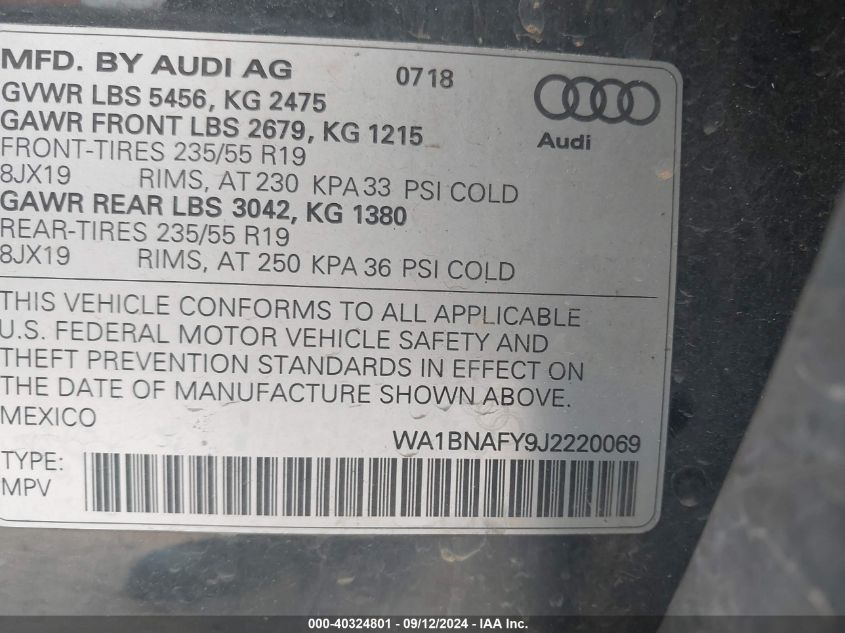 MFD. BY AUDI AG 0718
GVWR LBS 5456, KG 2475
GAWR FRONT LBS 2679, KG 1215
Audi
FRONT-TIRES 235/55 R19
8JX19 RIMS, AT 230 KPA 33 PSI COLD
GAWR REAR LBS 3042, KG 1380
REAR-TIRES 235/55 R19
8JX19 RIMS, AT 250 KPA 36 PSI COLD
THIS VEHICLE CONFORMS TO ALL APPLICABLE
U.S. FEDERAL MOTOR VEHICLE SAFETY AND
THEFT PREVENTION STANDARDS IN EFFECT ON
THE DATE OF MANUFACTURE SHOWN ABOVE.
MEXICO
WA1BNAFY9J2220069
TYPE:
MPV
000-40324801 - 09/12/2024 - IAAI Inc.